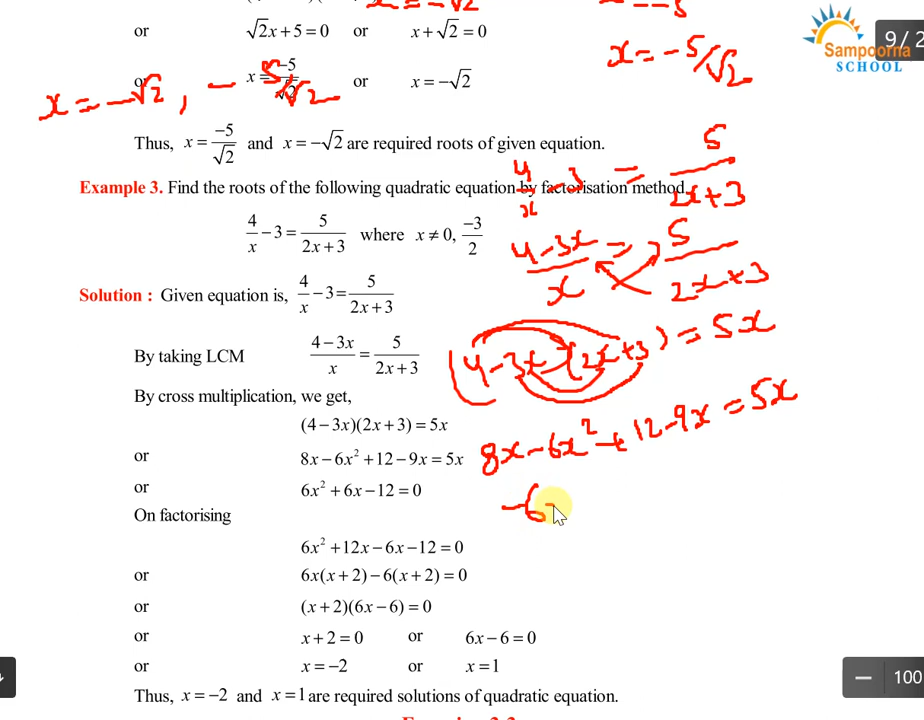 or √2x + 5 = 0 or x + √2 = 0
x = -5/√2
or x = -5/√2 or x = -√2
x = -√2, -5/√2
Thus, x = -5/√2 and x = -√2 are required roots of given equation.
Example 3. Find the roots of the following quadratic equation by factorisation method.
4/x - 3 = 5/(2x + 3) where x ≠ 0, -3/2
Solution : Given equation is, 4/x - 3 = 5/(2x + 3)
By taking LCM (4 - 3x)/x = 5/(2x + 3)
By cross multiplication, we get,
(4 - 3x)(2x + 3) = 5x
or 8x - 6x² + 12 - 9x = 5x
or 6x² + 6x - 12 = 0
On factorising
6x² + 12x - 6x - 12 = 0
or 6x(x + 2) - 6(x + 2) = 0
or (x + 2)(6x - 6) = 0
or x + 2 = 0 or 6x - 6 = 0
or x = -2 or x = 1
Thus, x = -2 and x = 1 are required solutions of quadratic equation.
4/x - 3 = 5/(2x + 3)
(4 - 3x)/x = 5/(2x + 3)
(4 - 3x)(2x + 3) = 5x
8x - 6x² + 12 - 9x = 5x
-6
9 / 2
Sampoorna
SCHOOL
100